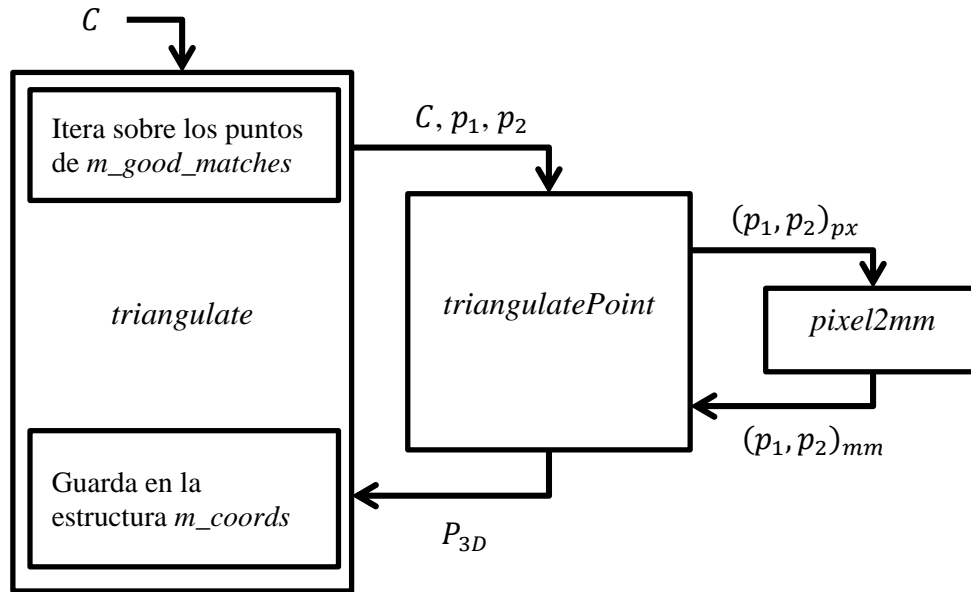 C
Itera sobre los puntos
de m_good_matches
C, p₁, p₂
(p₁, p₂)ₚₓ
triangulate
triangulatePoint
pixel2mm
(p₁, p₂)ₘₘ
Guarda en la
estructura m_coords
P₃D